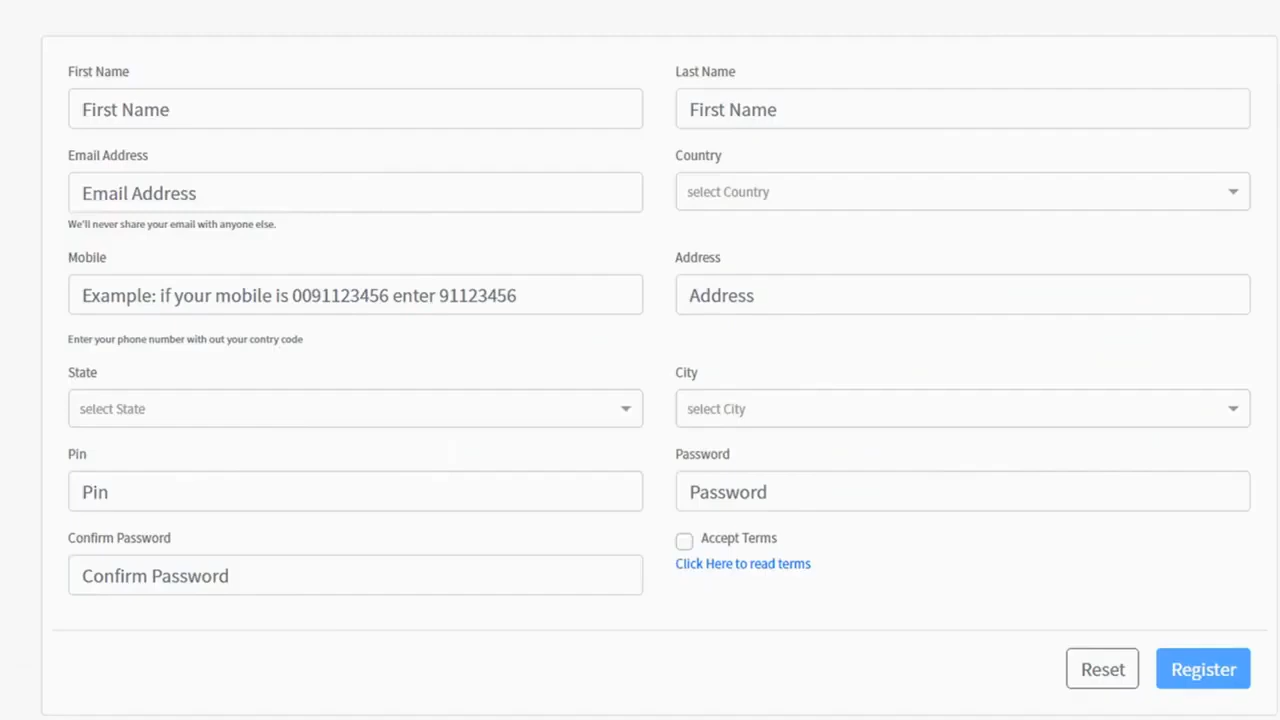 First Name
Last Name
First Name
First Name
Email Address
Country
Email Address
select Country
We'll never share your email with anyone else.
Mobile
Address
Example: if your mobile is 0091123456 enter 91123456
Address
Enter your phone number with out your contry code
State
City
select State
select City
Pin
Password
Pin
Password
Confirm Password
Accept Terms
Click Here to read terms
Confirm Password
Reset
Register